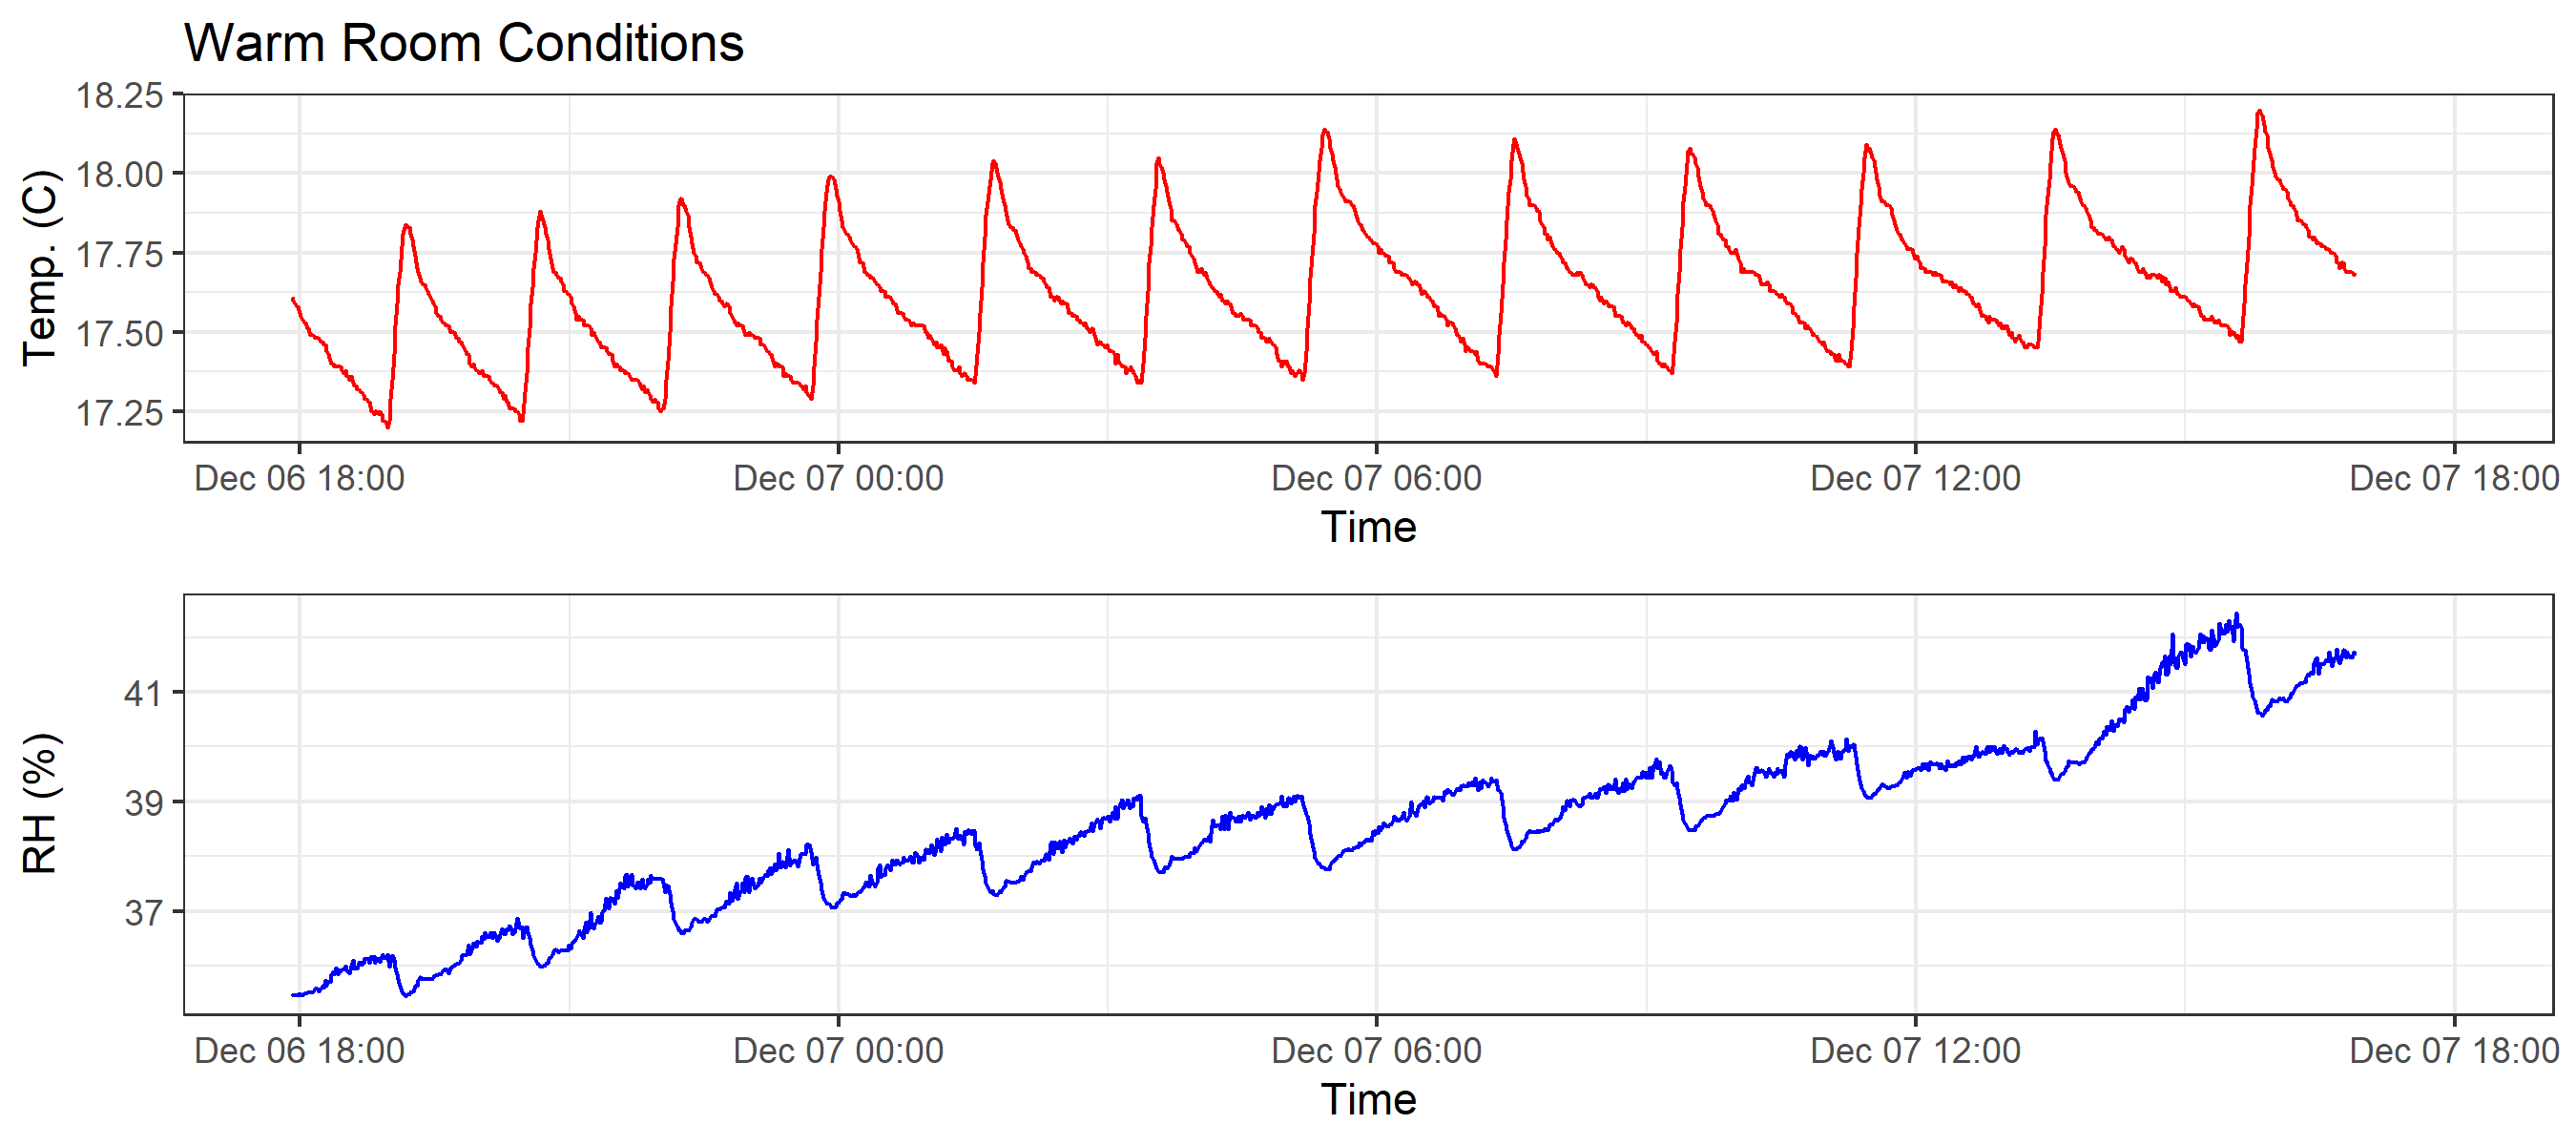 Warm Room Conditions
Temp. (C)
18.25
18.00
17.75
17.50
17.25
Dec 06 18:00 Dec 07 00:00 Dec 07 06:00 Dec 07 12:00 Dec 07 18:00
Time
RH (%)
41
39
37
Dec 06 18:00 Dec 07 00:00 Dec 07 06:00 Dec 07 12:00 Dec 07 18:00
Time